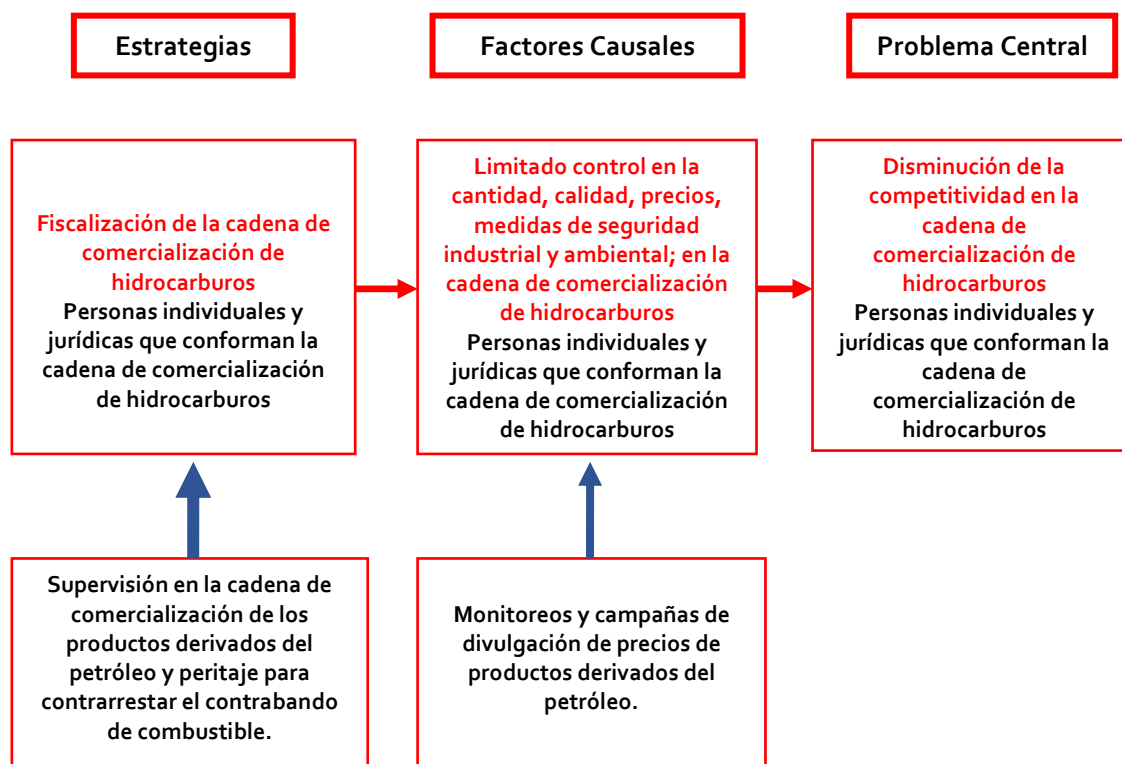 Estrategias
Factores Causales
Problema Central
Fiscalización de la cadena de
comercialización de
hidrocarburos
Personas individuales y
jurídicas que conforman la
cadena de comercialización
de hidrocarburos
Limitado control en la
cantidad, calidad, precios,
medidas de seguridad
industrial y ambiental; en la
cadena de comercialización
de hidrocarburos
Personas individuales y
jurídicas que conforman la
cadena de comercialización
de hidrocarburos
Disminución de la
competitividad en la
cadena de
comercialización de
hidrocarburos
Personas individuales y
jurídicas que conforman la
cadena de
comercialización de
hidrocarburos
Supervisión en la cadena de
comercialización de los
productos derivados del
petróleo y peritaje para
contrarrestar el contrabando
de combustible.
Monitoreos y campañas de
divulgación de precios de
productos derivados del
petróleo.